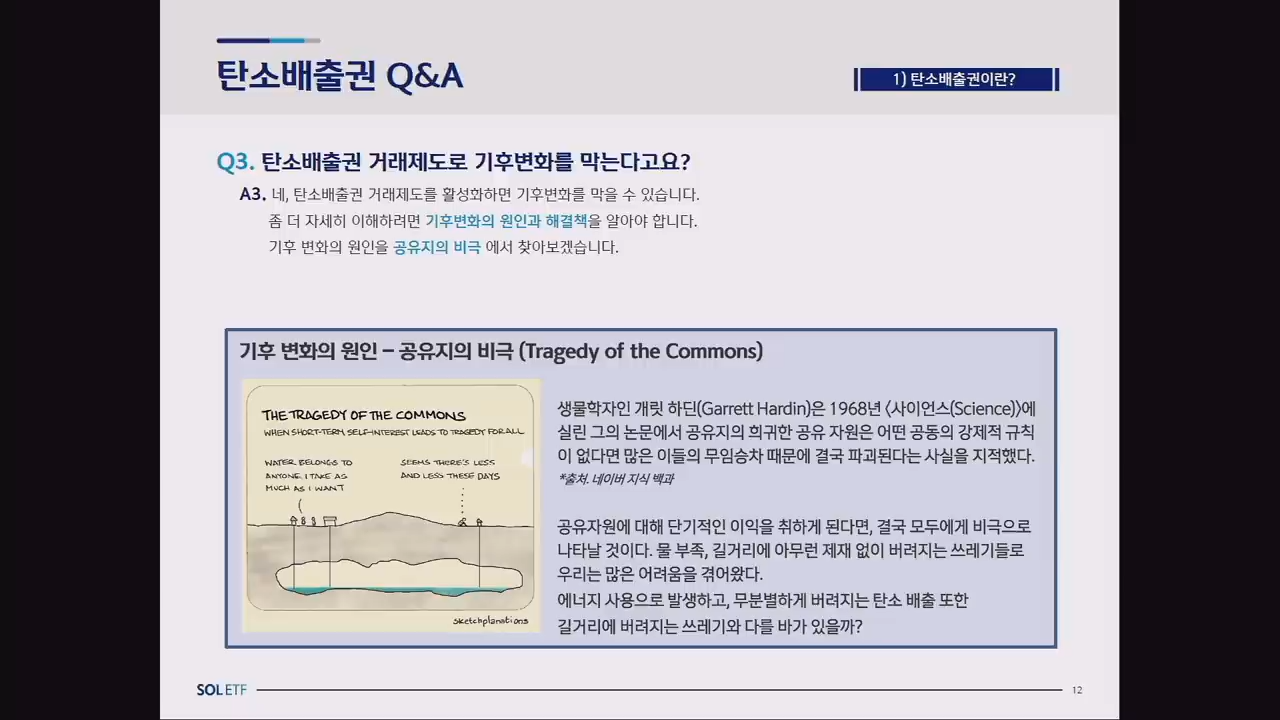 탄소배출권 Q&A
1) 탄소배출권이란?
Q3. 탄소배출권 거래제도로 기후변화를 막는다고요?
A3. 네, 탄소배출권 거래제도를 활성화하면 기후변화를 막을 수 있습니다.
좀 더 자세히 이해하려면 기후변화의 원인과 해결책을 알아야 합니다.
기후 변화의 원인을 공유지의 비극 에서 찾아보겠습니다.
기후 변화의 원인 – 공유지의 비극 (Tragedy of the Commons)
THE TRAGEDY OF THE COMMONS
WHEN SHORT-TERM SELF-INTEREST LEADS TO TRAGEDY FOR ALL
WATER BELONGS TO
ANYONE, I TAKE AS
MUCH AS I WANT
SEEMS THERE'S LESS
AND LESS THESE DAYS
sketchplanations
생물학자인 개릿 하딘(Garrett Hardin)은 1968년 〈사이언스(Science)〉에
실린 그의 논문에서 공유지의 희귀한 공유 자원은 어떤 공동의 강제적 규칙
이 없다면 많은 이들의 무임승차 때문에 결국 파괴된다는 사실을 지적했다.
*출처. 네이버 지식 백과
공유자원에 대해 단기적인 이익을 취하게 된다면, 결국 모두에게 비극으로
나타날 것이다. 물 부족, 길거리에 아무런 제재 없이 버려지는 쓰레기들로
우리는 많은 어려움을 겪어왔다.
에너지 사용으로 발생하고, 무분별하게 버려지는 탄소 배출 또한
길거리에 버려지는 쓰레기와 다를 바가 있을까?
SOL ETF
12